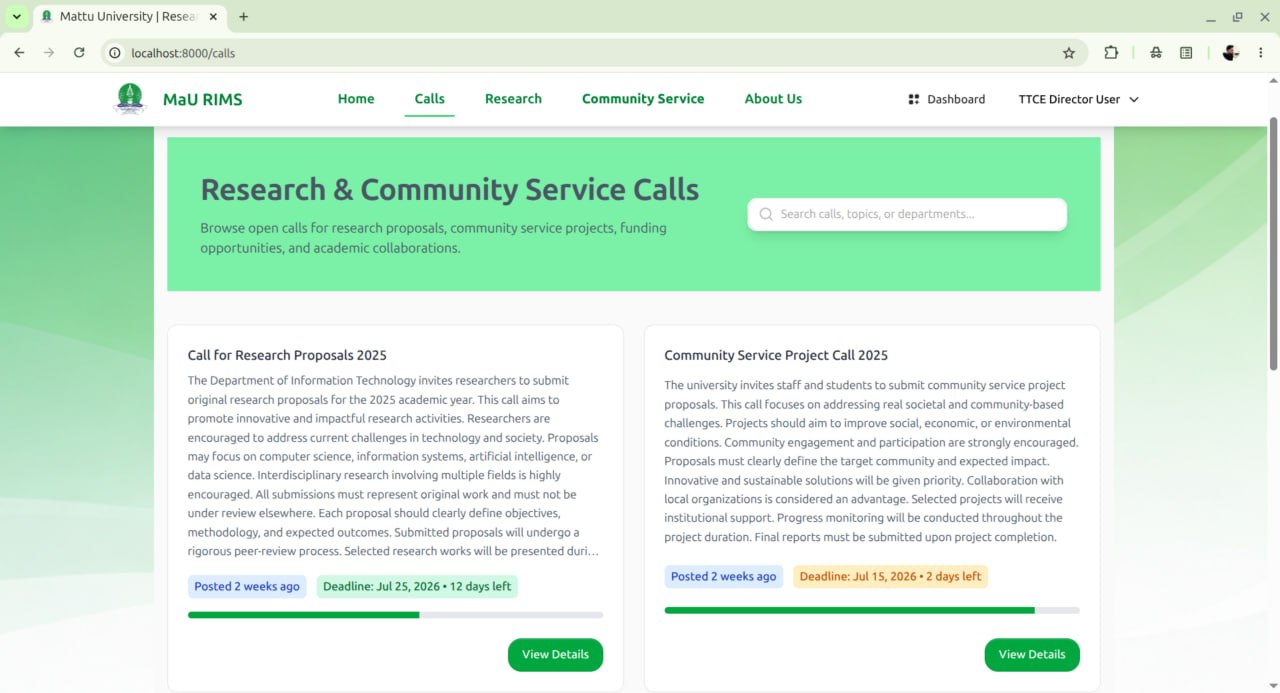 Mattu University | Resear
localhost:8000/calls
MaU RIMS
Home
Calls
Research
Community Service
About Us
Dashboard
TTCE Director User
Research & Community Service Calls
Browse open calls for research proposals, community service projects, funding
opportunities, and academic collaborations.
Search calls, topics, or departments...
Call for Research Proposals 2025
The Department of Information Technology invites researchers to submit
original research proposals for the 2025 academic year. This call aims to
promote innovative and impactful research activities. Researchers are
encouraged to address current challenges in technology and society. Proposals
may focus on computer science, information systems, artificial intelligence, or
data science. Interdisciplinary research involving multiple fields is highly
encouraged. All submissions must represent original work and must not be
under review elsewhere. Each proposal should clearly define objectives,
methodology, and expected outcomes. Submitted proposals will undergo a
rigorous peer-review process. Selected research works will be presented duri...
Posted 2 weeks ago
Deadline: Jul 25, 2026 • 12 days left
View Details
Community Service Project Call 2025
The university invites staff and students to submit community service project
proposals. This call focuses on addressing real societal and community-based
challenges. Projects should aim to improve social, economic, or environmental
conditions. Community engagement and participation are strongly encouraged.
Proposals must clearly define the target community and expected impact.
Innovative and sustainable solutions will be given priority. Collaboration with
local organizations is considered an advantage. Selected projects will receive
institutional support. Progress monitoring will be conducted throughout the
project duration. Final reports must be submitted upon project completion.
Posted 2 weeks ago
Deadline: Jul 15, 2026 • 2 days left
View Details